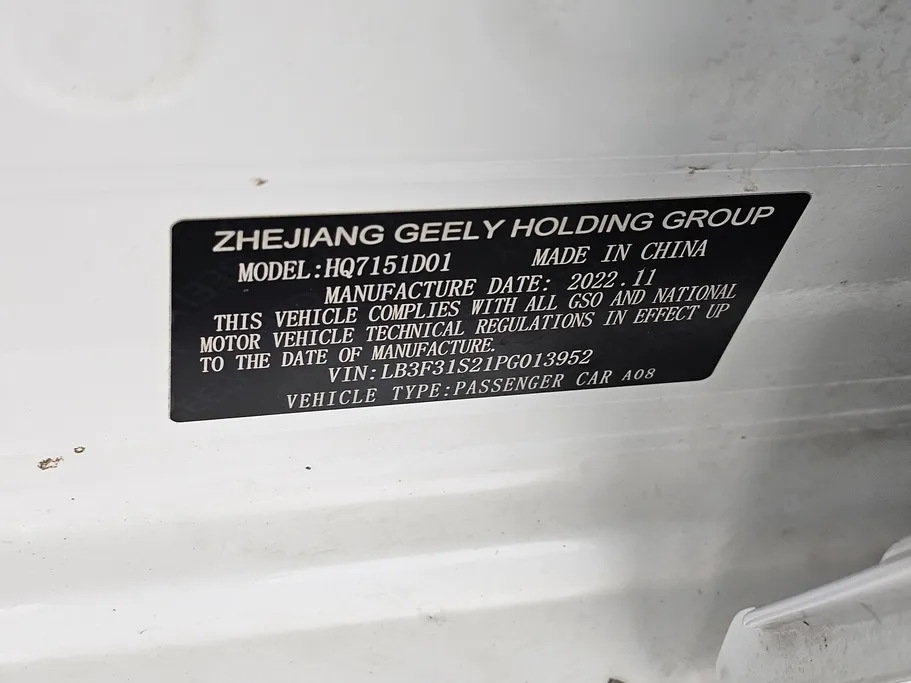 ZHEJIANG GEELY HOLDING GROUP
MODEL:HQ7151D01 MADE IN CHINA
MANUFACTURE DATE: 2022.11
THIS VEHICLE COMPLIES WITH ALL GSO AND NATIONAL
MOTOR VEHICLE TECHNICAL REGULATIONS IN EFFECT UP
TO THE DATE OF MANUFACTURE.
VIN:LB3F31S21PG013952
VEHICLE TYPE:PASSENGER CAR A08